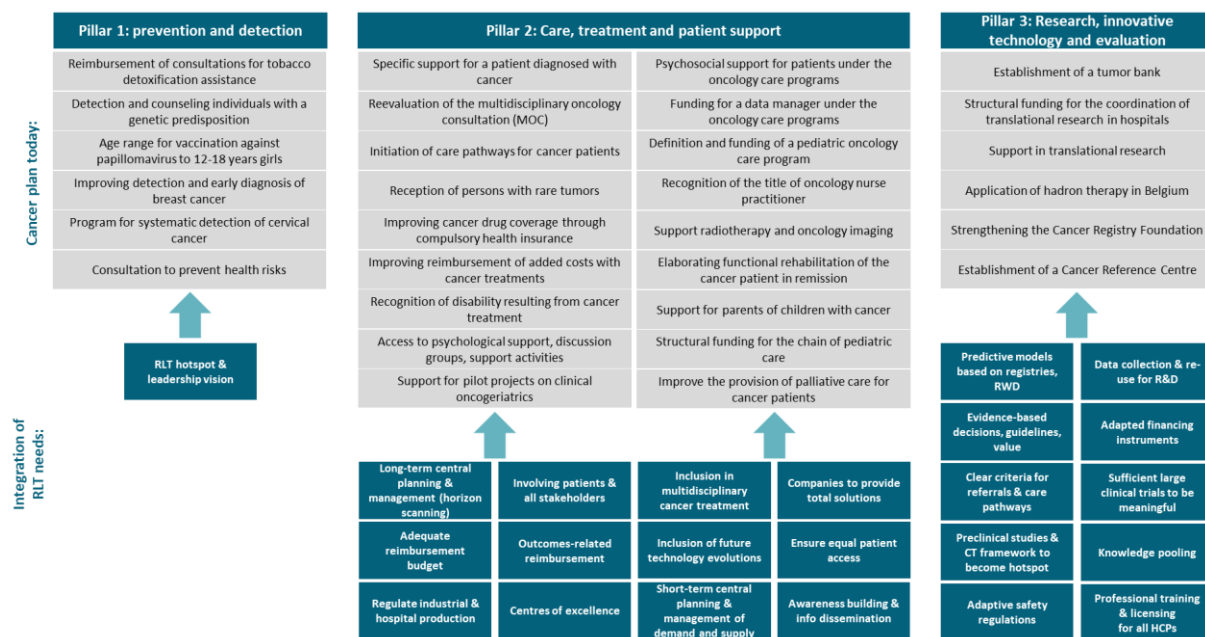 Pillar 1: prevention and detection
Reimbursement of consultations for tobacco
detoxification assistance
Detection and counseling individuals with a
genetic predisposition
Age range for vaccination against
papillomavirus to 12-18 years girls
Improving detection and early diagnosis of
breast cancer
Program for systematic detection of cervical
cancer
Consultation to prevent health risks
RLT hotspot &
leadership vision
Pillar 2: Care, treatment and patient support
Specific support for a patient diagnosed with
cancer
Reevaluation of the multidisciplinary oncology
consultation (MOC)
Initiation of care pathways for cancer patients
Reception of persons with rare tumors
Improving cancer drug coverage through
compulsory health insurance
Improving reimbursement of added costs with
cancer treatments
Recognition of disability resulting from cancer
treatment
Access to psychological support, discussion
groups, support activities
Support for pilot projects on clinical
oncogeriatrics
Psychosocial support for patients under the
oncology care programs
Funding for a data manager under the
oncology care programs
Definition and funding of a pediatric oncology
care program
Recognition of the title of oncology nurse
practitioner
Support radiotherapy and oncology imaging
Elaborating functional rehabilitation of the
cancer patient in remission
Support for parents of children with cancer
Structural funding for the chain of pediatric
care
Improve the provision of palliative care for
cancer patients
Long-term central
planning &
management (horizon
scanning)
Involving patients &
all stakeholders
Inclusion in
multidisciplinary
cancer treatment
Companies to provide
total solutions
Adequate
reimbursement
budget
Outcomes-related
reimbursement
Inclusion of future
technology evolutions
Ensure equal patient
access
Regulate industrial &
hospital production
Centres of excellence
Short-term central
planning &
management of
demand and supply
Awareness building &
info dissemination
Pillar 3: Research, innovative
technology and evaluation
Establishment of a tumor bank
Structural funding for the coordination of
translational research in hospitals
Support in translational research
Application of hadron therapy in Belgium
Strengthening the Cancer Registry Foundation
Establishment of a Cancer Reference Centre
Predictive models
based on registries,
RWD
Data collection & re-
use for R&D
Evidence-based
decisions, guidelines,
value
Adapted financing
instruments
Clear criteria for
referrals & care
pathways
Sufficient large
clinical trials to be
meaningful
Preclinical studies &
CT framework to
become hotspot
Knowledge pooling
Adaptive safety
regulations
Professional training
& licensing
for all HCPs
Cancer plan today:
Integration of
RLT needs: